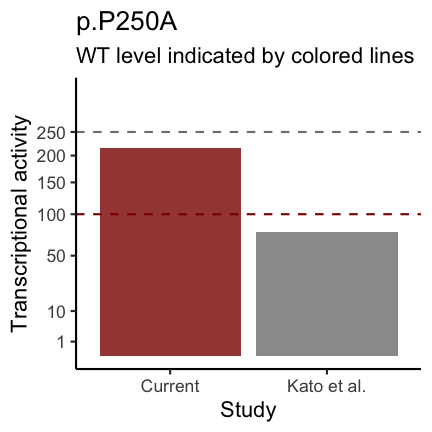 p.P250A
WT level indicated by colored lines
Transcriptional activity
250
200
150
100
50
10
1
Current
Kato et al.
Study